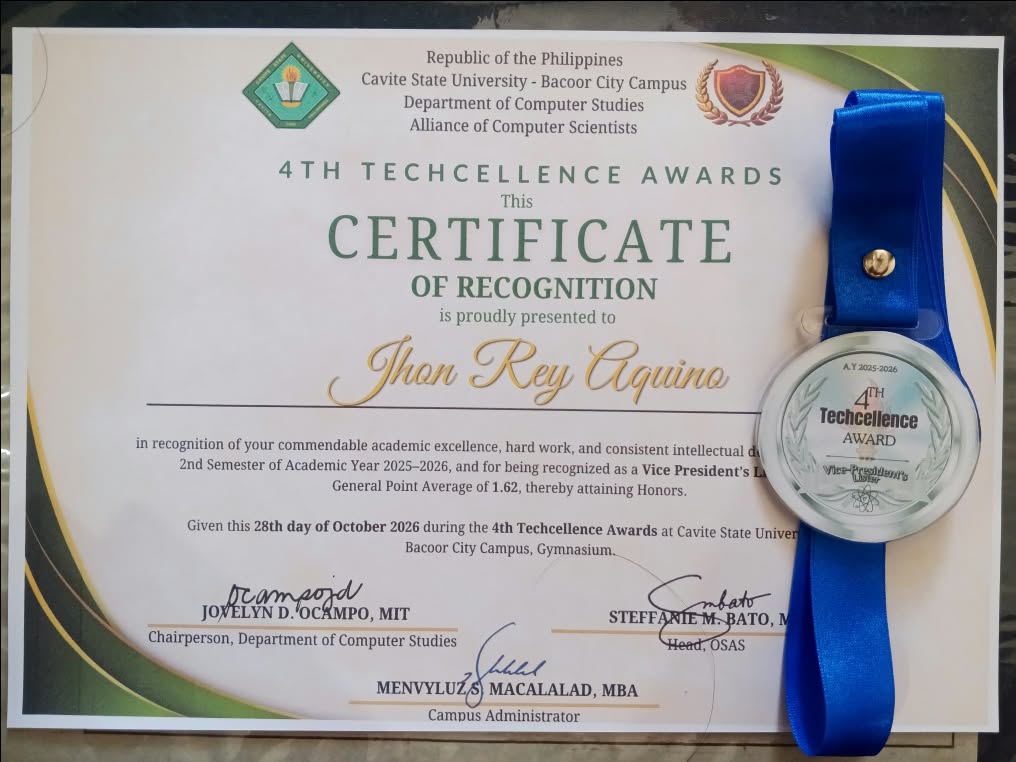 Republic of the Philippines
Cavite State University - Bacoor City Campus
Department of Computer Studies
Alliance of Computer Scientists
4TH TECHCELLENCE AWARDS
This
CERTIFICATE
OF RECOGNITION
is proudly presented to
Jhon Rey Aquino
in recognition of your commendable academic excellence, hard work, and consistent intellectual
2nd Semester of Academic Year 2025–2026, and for being recognized as a Vice President's
General Point Average of 1.62, thereby attaining Honors.
Given this 28th day of October 2026 during the 4th Techcellence Awards at Cavite State
Bacoor City Campus, Gymnasium.
Ocampojd
JOVELYN D. OCAMPO, MIT
Chairperson, Department of Computer Studies
STEFFANIE M. BATO,
Head, OSAS
MENVYLUZ S. MACALALAD, MBA
Campus Administrator
A.Y 2025-2026
4TH
Techcellence
AWARD
Vice-President's
Lister